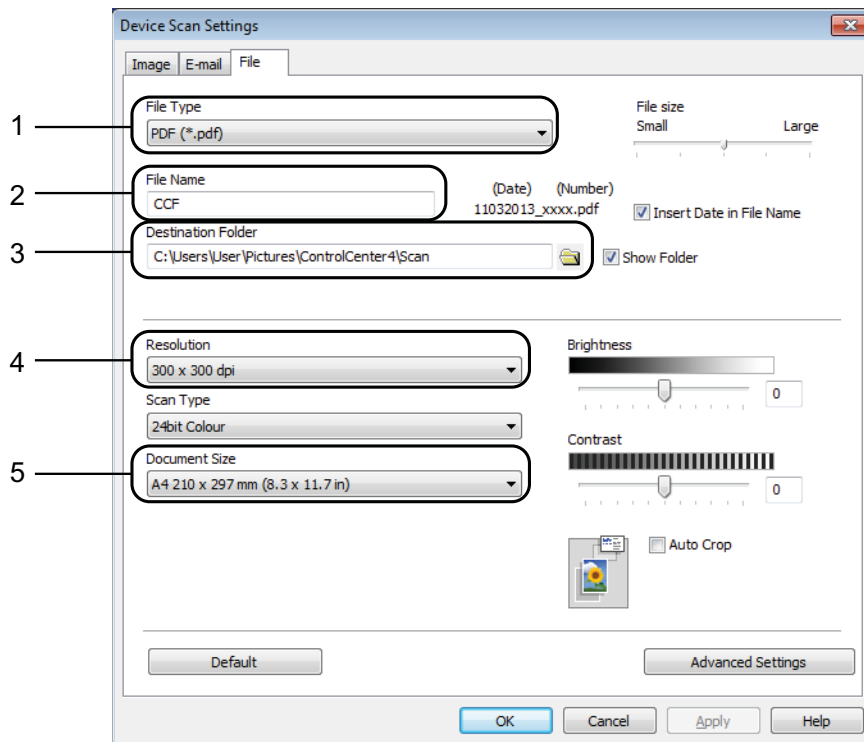 Device Scan Settings
Image E-mail File
1
File Type
PDF (*.pdf)
File size
Small Large
2
File Name
CCF
(Date) (Number)
11032013_xxxx.pdf
Insert Date in File Name
3
Destination Folder
C:\Users\User\Pictures\ControlCenter4\Scan
Show Folder
4
Resolution
300 x 300 dpi
Brightness
0
Scan Type
24bit Colour
Contrast
0
5
Document Size
A4 210 x 297 mm (8.3 x 11.7 in)
Auto Crop
Default Advanced Settings
OK Cancel Apply Help